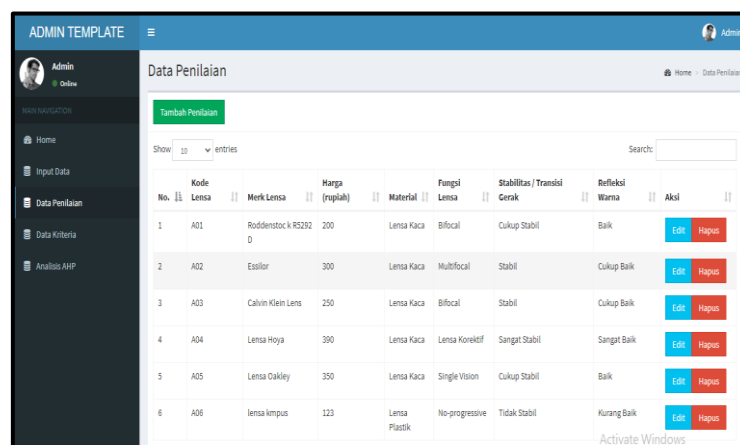 ADMIN TEMPLATE
Admin
Admin
Online
MAIN NAVIGATION
Home
Input Data
Data Penilaian
Data Kriteria
Analisis AHP
Data Penilaian
Home > Data Penilaian
Tambah Penilaian
Show 10 entries
Search:
No. Kode Lensa Merk Lensa Harga (rupiah) Material Fungsi Lensa Stabilitas / Transisi Gerak Refleksi Warna Aksi
1 A01 Roddenstoc k R5292 D 200 Lensa Kaca Bifocal Cukup Stabil Baik Edit Hapus
2 A02 Essilor 300 Lensa Kaca Multifocal Stabil Cukup Baik Edit Hapus
3 A03 Calvin Klein Lens 250 Lensa Kaca Bifocal Stabil Cukup Baik Edit Hapus
4 A04 Lensa Hoya 390 Lensa Kaca Lensa Korektif Sangat Stabil Sangat Baik Edit Hapus
5 A05 Lensa Oakley 350 Lensa Kaca Single Vision Cukup Stabil Baik Edit Hapus
6 A06 lensa kmpus 123 Lensa Plastik No-progressive Tidak Stabil Kurang Baik Edit Hapus
Activate Windows